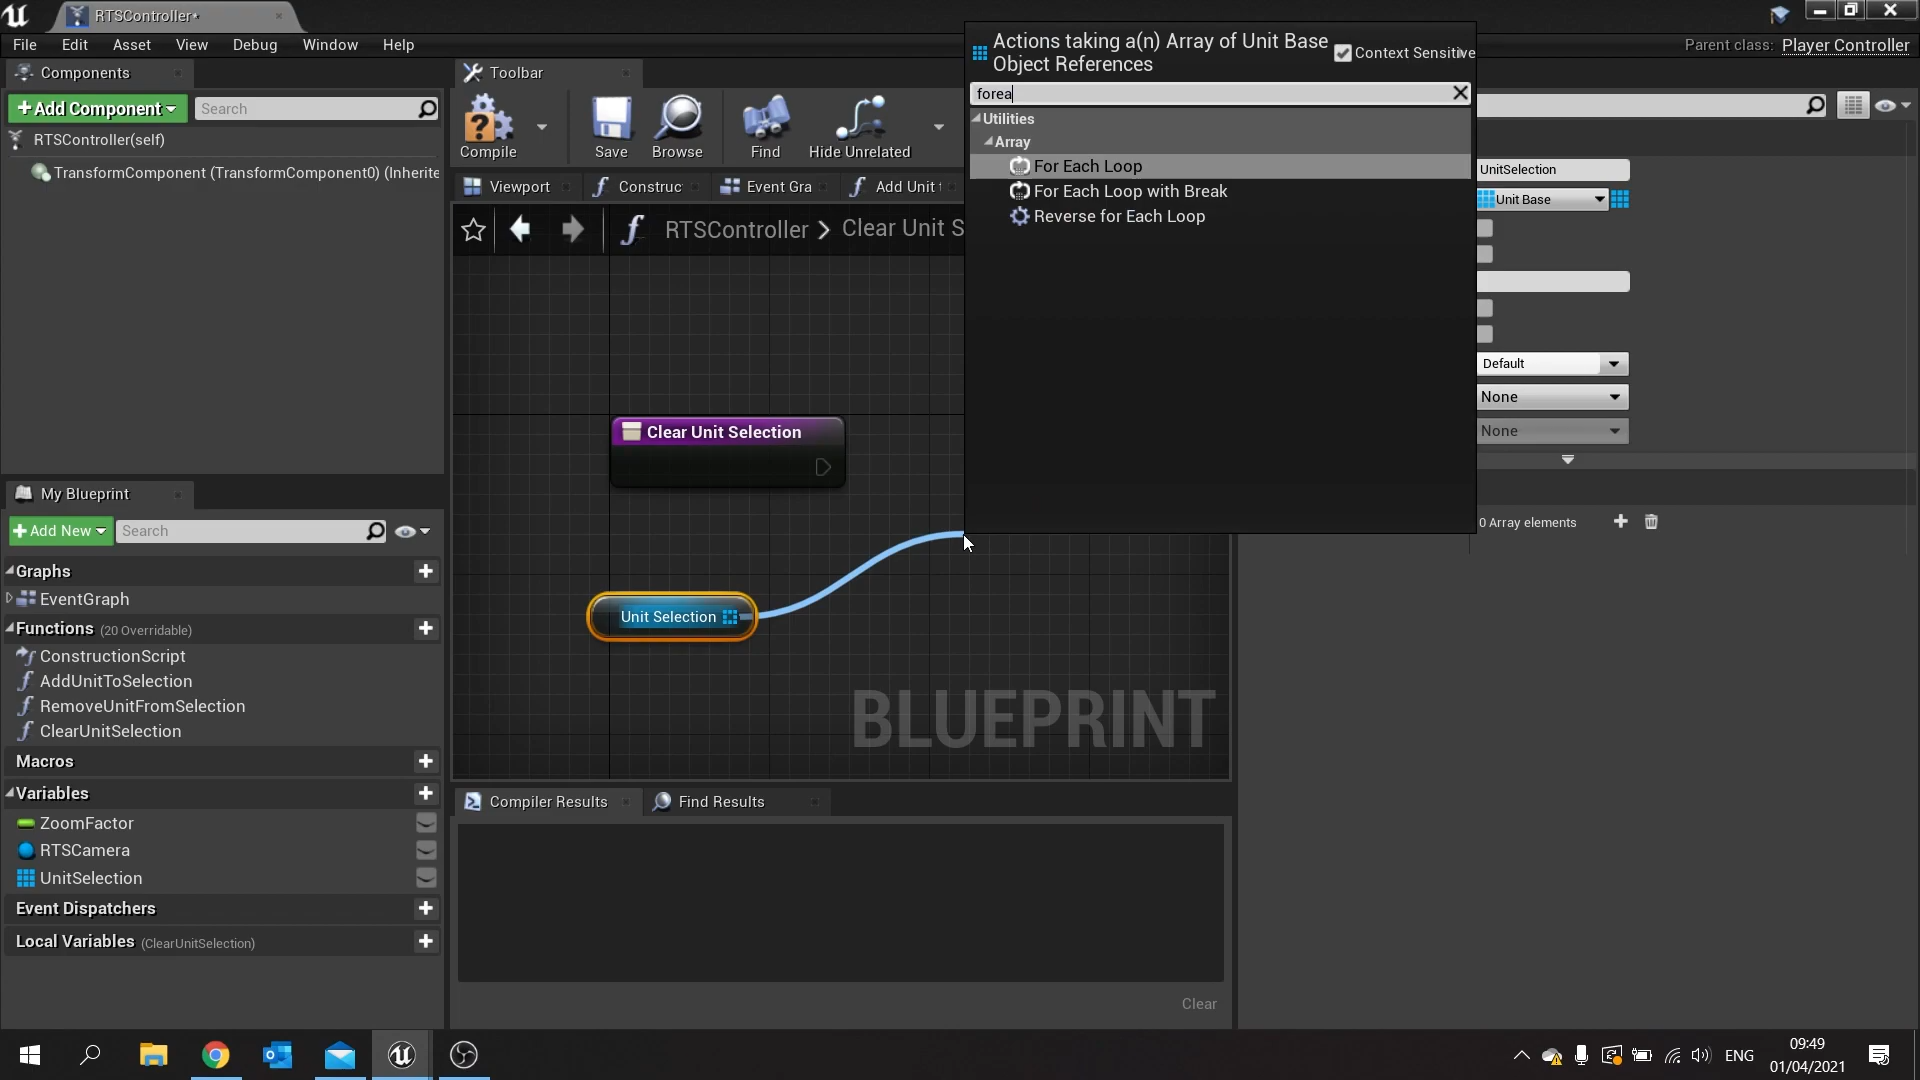 RTSController*
File Edit Asset View Debug Window Help
Parent class: Player Controller
Components
+ Add Component
Search
RTSController(self)
TransformComponent (TransformComponent0) (Inherite
Toolbar
Compile
Save
Browse
Find
Hide Unrelated
Viewport
Construc
Event Gra
Add Unit t
RTSController > Clear Unit S
Actions taking a(n) Array of Unit Base
Object References
Context Sensitive
forea
Utilities
Array
For Each Loop
For Each Loop with Break
Reverse for Each Loop
UnitSelection
Unit Base
Default
None
None
0 Array elements
Clear Unit Selection
Unit Selection
BLUEPRINT
My Blueprint
+ Add New
Search
Graphs
EventGraph
Functions (20 Overridable)
ConstructionScript
AddUnitToSelection
RemoveUnitFromSelection
ClearUnitSelection
Macros
Variables
ZoomFactor
RTSCamera
UnitSelection
Event Dispatchers
Local Variables (ClearUnitSelection)
Compiler Results
Find Results
Clear
ENG
09:49
01/04/2021